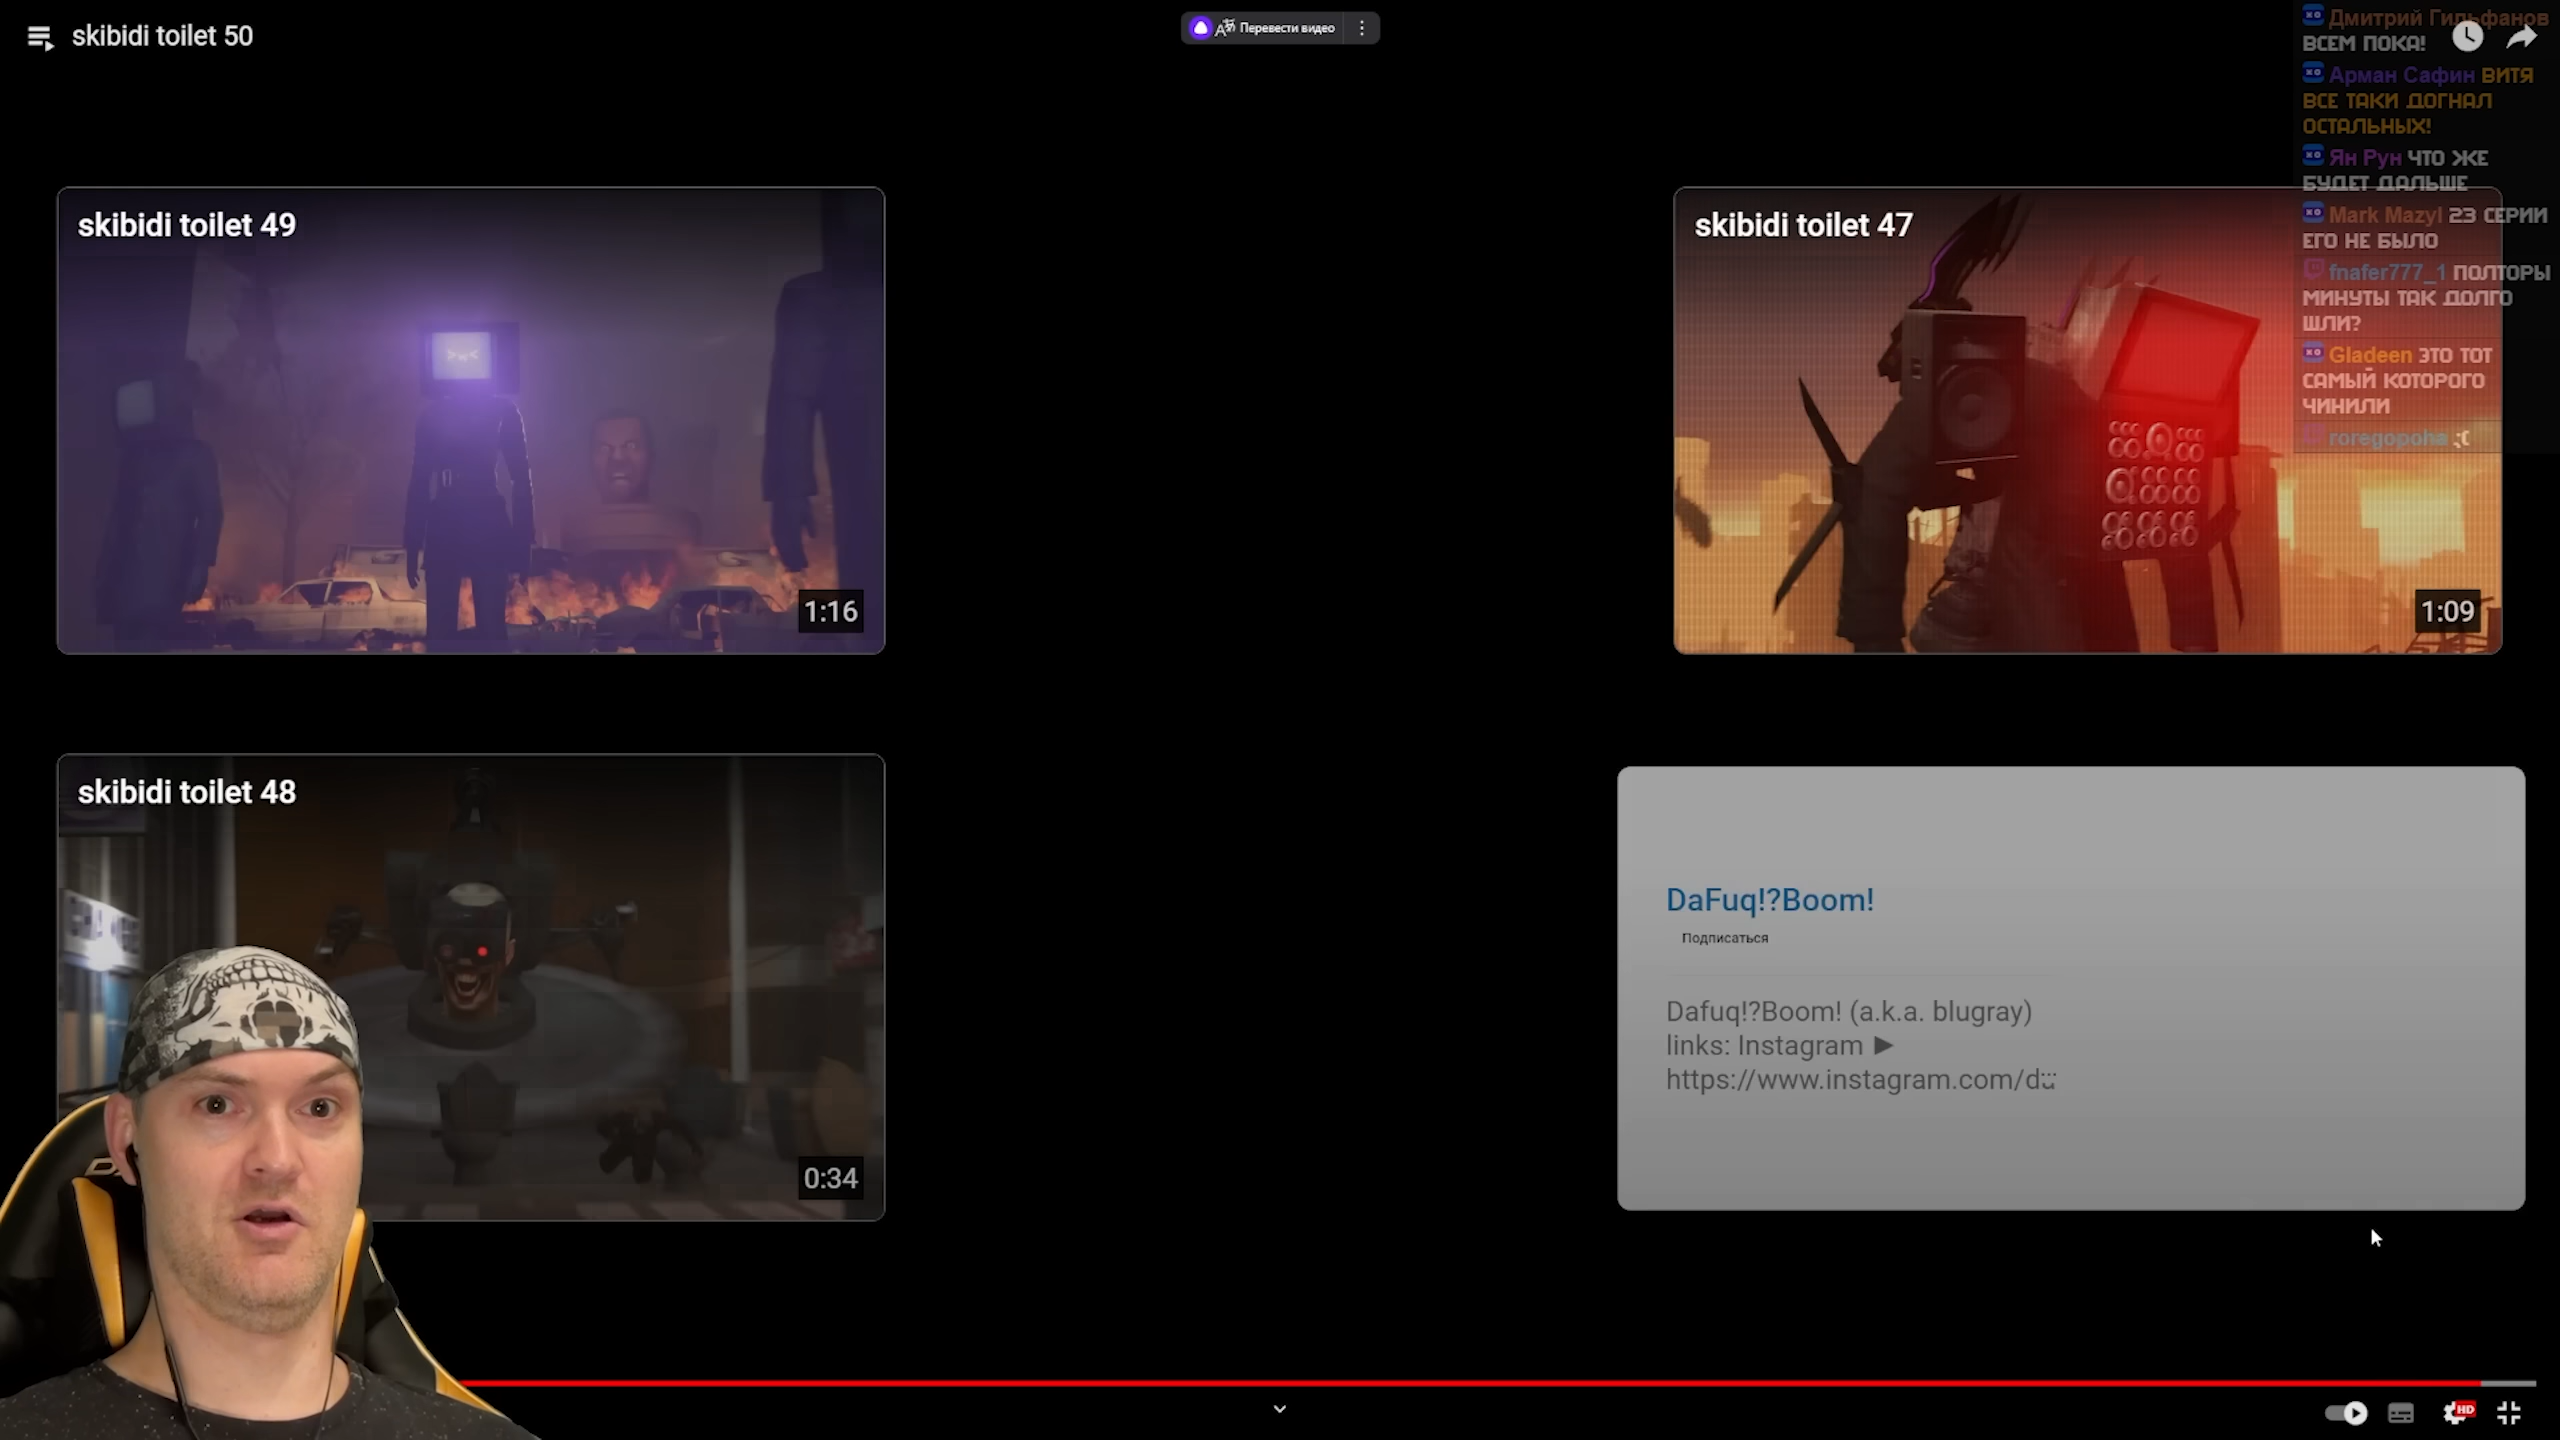 skibidi toilet 50
Перевести видео
Дмитрий Гильфанов
ВСЕМ ПОКА!
Арман Сафин ВИТЯ
ВСЕ ТАКИ ДОГНАЛ
ОСТАЛЬНЫХ!
Ян Рун ЧТО ЖЕ
БУДЕТ ДАЛЬШЕ
Mark Mazyl 23 СЕРИИ
ЕГО НЕ БЫЛО
fnafer777_1 ПОЛТОРЫ
МИНУТЫ ТАК ДОЛГО
ШЛИ?
Gladeen ЭТО ТОТ
САМЫЙ КОТОРОГО
ЧИНИЛИ
roregopoha ;(
skibidi toilet 49
1:16
skibidi toilet 47
1:09
skibidi toilet 48
0:34
DaFuq!?Boom!
Подписаться
Dafuq!?Boom! (a.k.a. blugray)
links: Instagram ►
https://www.instagram.com/d
HD